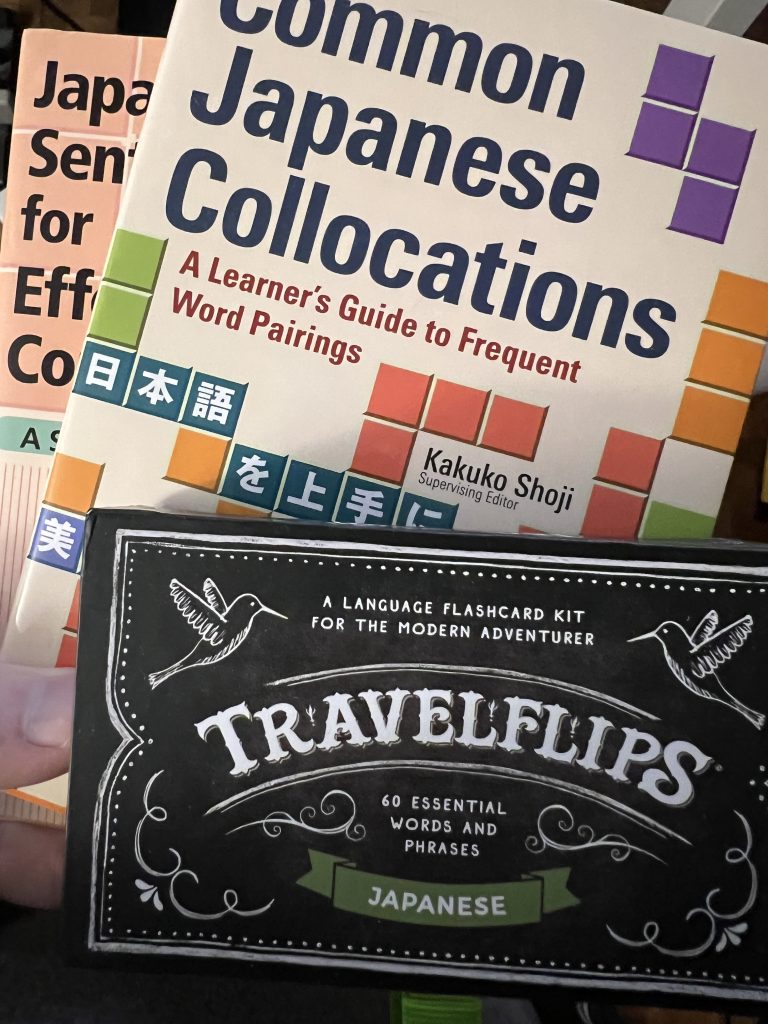 Japa
Sen
for
Eff
Co
A S
Common
Japanese
Collocations
A Learner's Guide to Frequent
Word Pairings
日本語
を上手に
美
Kakuko Shoji
Supervising Editor
A LANGUAGE FLASHCARD KIT
FOR THE MODERN ADVENTURER
TRAVELFLIPS
60 ESSENTIAL
WORDS AND
PHRASES
JAPANESE